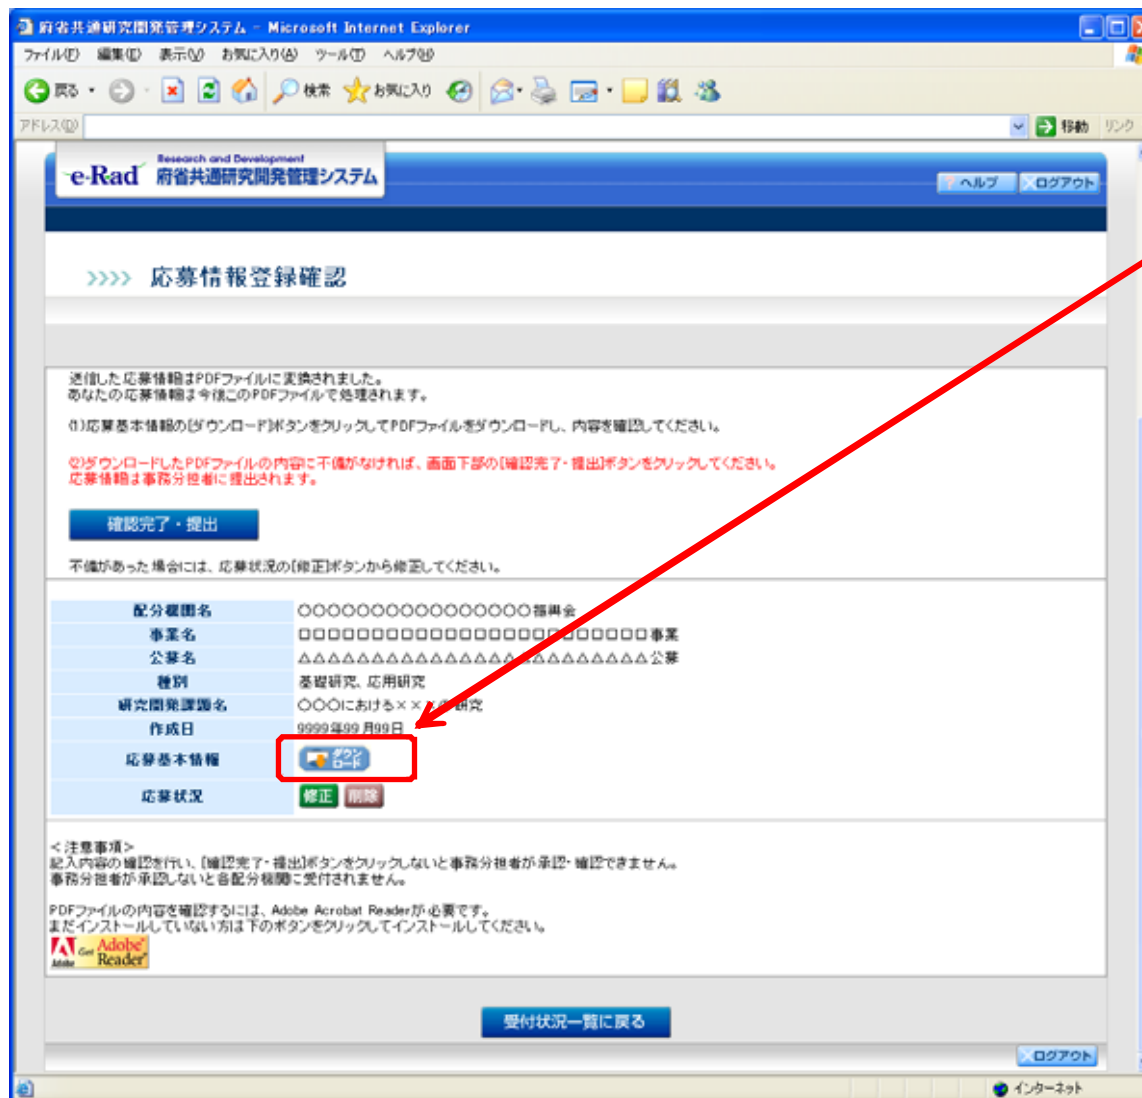 府省共通研究開発管理システム - Microsoft Internet Explorer
ファイル(F) 編集(E) 表示(V) お気に入り(A) ツール(T) ヘルプ(H)
戻る 検索 お気に入り
アドレス(D) 移動 リンク
e-Rad Research and Development
府省共通研究開発管理システム
? ヘルプ ×ログアウト
>>>> 応募情報登録確認
送信した応募情報はPDFファイルに変換されました。
あなたの応募情報は今後このPDFファイルで処理されます。
(1)応募基本情報の[ダウンロード]ボタンをクリックしてPDFファイルをダウンロードし、内容を確認してください。
(2)ダウンロードしたPDFファイルの内容に不備がなければ、画面下部の[確認完了・提出]ボタンをクリックしてください。
応募情報は事務分担者に提出されます。
確認完了・提出
不備があった場合には、応募状況の[修正]ボタンから修正してください。
配分機関名 ○○○○○○○○○○○○○○○○振興会
事業名 □□□□□□□□□□□□□□□□□□□□□□□□事業
公募名 △△△△△△△△△△△△△△△△△△△△△△△△公募
種別 基礎研究、応用研究
研究開発課題名 ○○○における×××の研究
作成日 9999年99月99日
応募基本情報 ダウンロード
応募状況 修正 削除
<注意事項>
記入内容の確認を行い、[確認完了・提出]ボタンをクリックしないと事務分担者が承認・確認できません。
事務分担者が承認しないと各配分機関に受付されません。
PDFファイルの内容を確認するには、Adobe Acrobat Readerが必要です。
まだインストールしていない方は下のボタンをクリックしてインストールしてください。
Adobe Get Adobe Reader
受付状況一覧に戻る
×ログアウト
インターネット